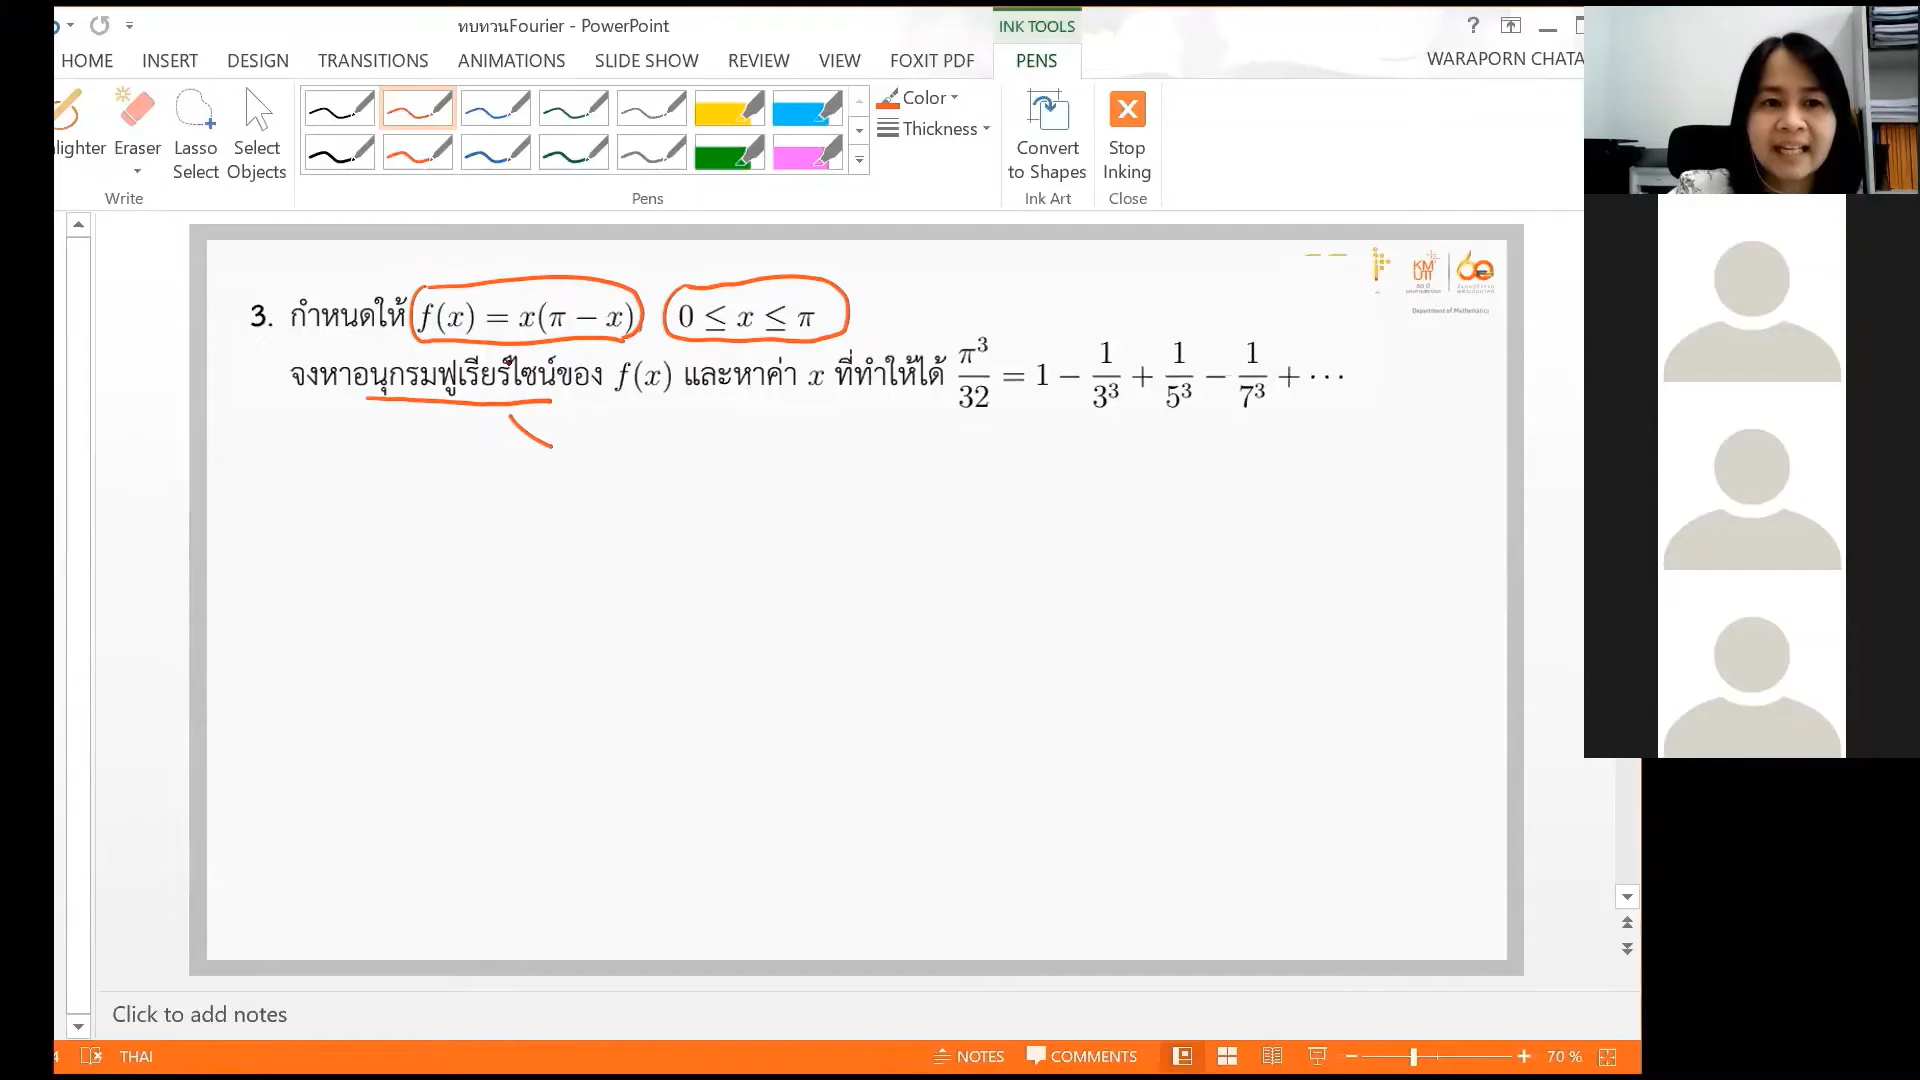 ทบทวนFourier - PowerPoint
INK TOOLS
HOME INSERT DESIGN TRANSITIONS ANIMATIONS SLIDE SHOW REVIEW VIEW FOXIT PDF PENS
WARAPORN CHATA
lighter Eraser Lasso Select Select Objects
Color
Thickness
Convert to Shapes
Stop Inking
Write
Pens
Ink Art
Close
KMUTT
Department of Mathematics
3. กำหนดให้ f(x) = x(π − x) 0 ≤ x ≤ π
จงหาอนุกรมฟูเรียร์ไซน์ของ f(x) และหาค่า x ที่ทำให้ได้ π³/32 = 1 − 1/3³ + 1/5³ − 1/7³ + ⋯
Click to add notes
THAI
NOTES
COMMENTS
70 %